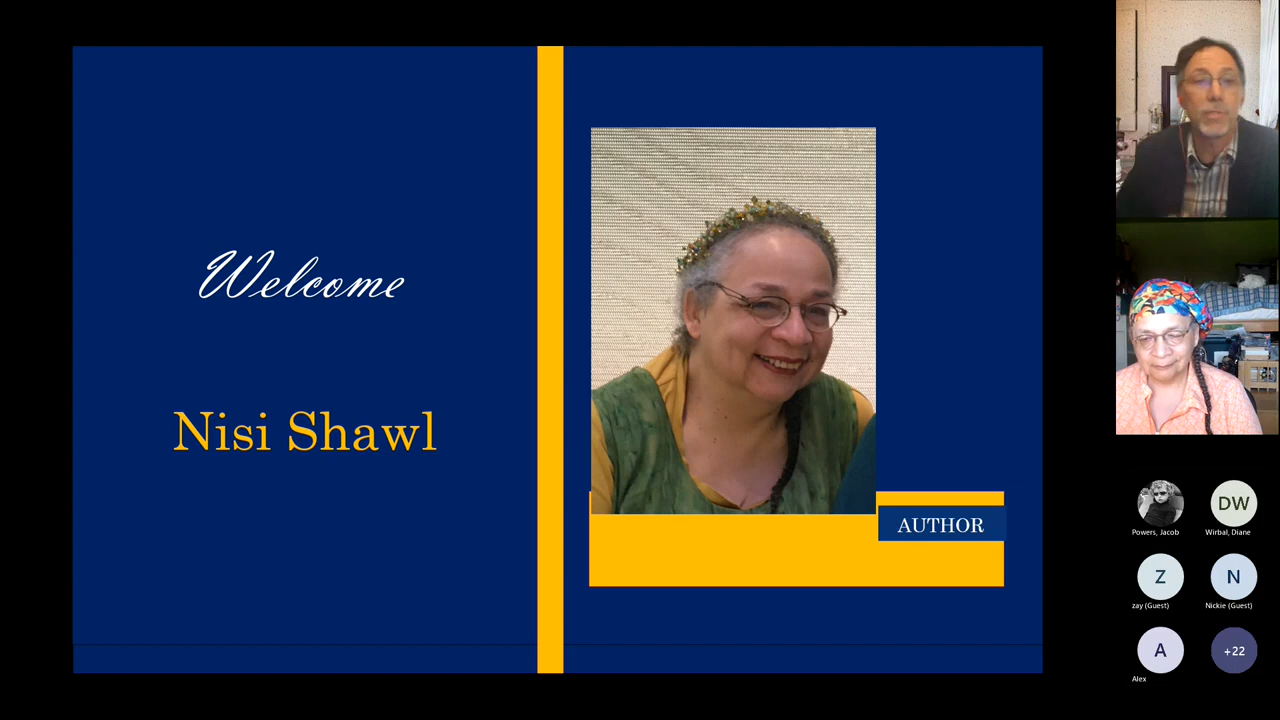 Welcome
Nisi Shawl
AUTHOR
Powers, Jacob
DW
Wirbal, Diane
Z
zay (Guest)
N
Nickie (Guest)
A
Alex
+22